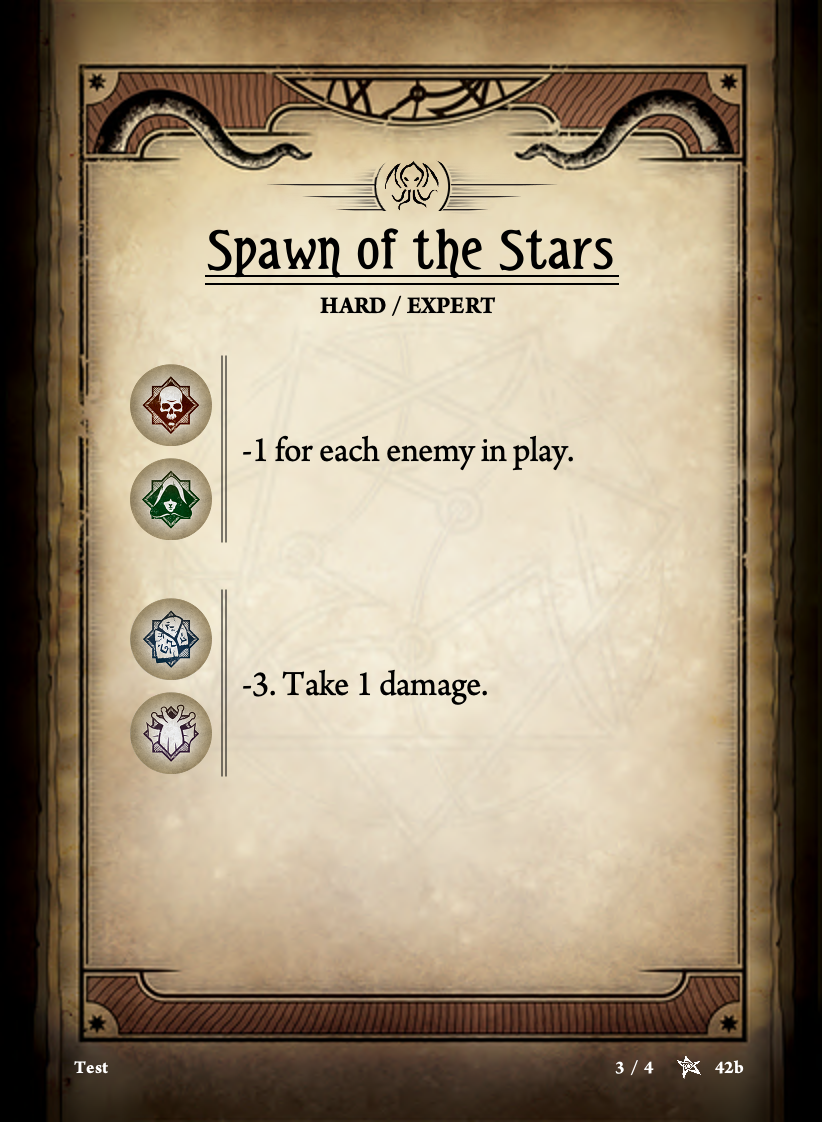 Spawn of the Stars
HARD / EXPERT
-1 for each enemy in play.
-3. Take 1 damage.
Test
3 / 4
42b